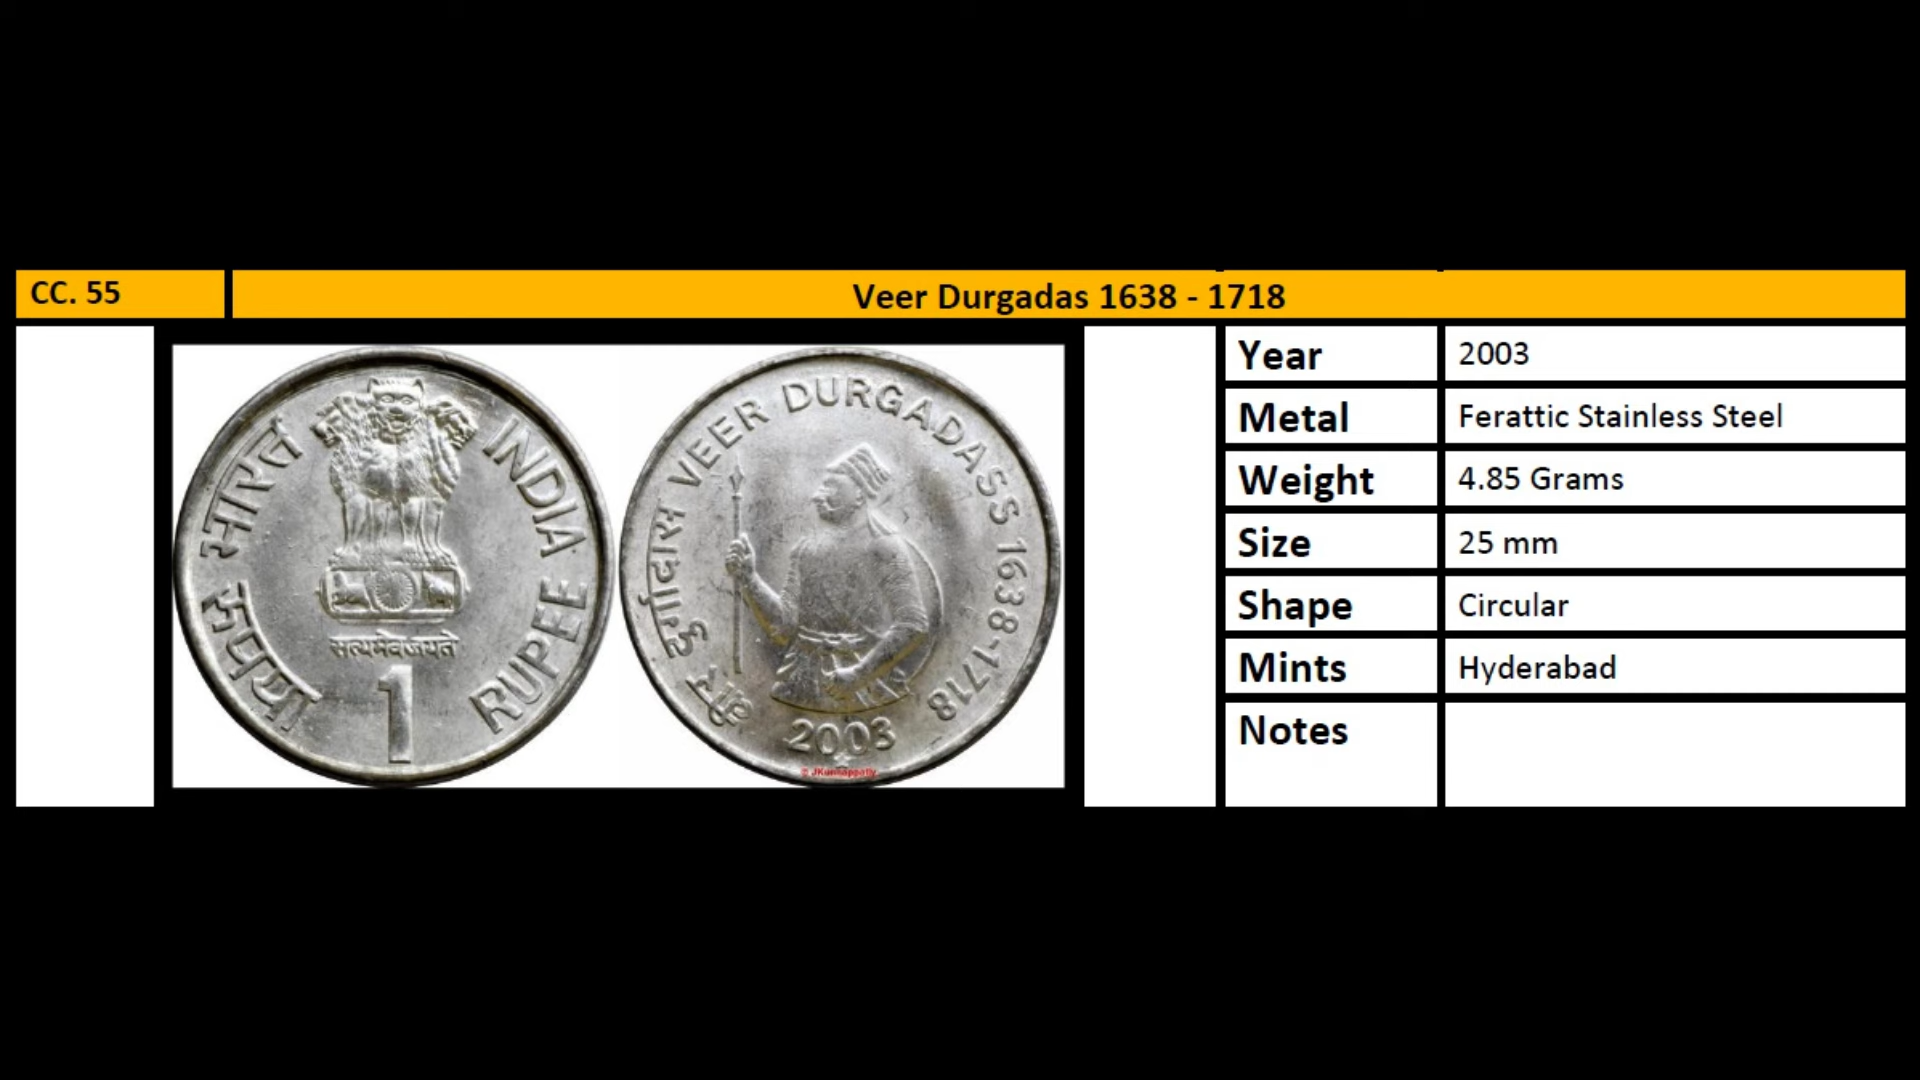 CC. 55
Veer Durgadas 1638 - 1718
भारत
INDIA
रुपया
RUPEE
सत्यमेव जयते
1
वीर दुर्गादास VEER DURGADASS 1638-1718
2003
© JKunnappally
Year 2003
Metal Ferattic Stainless Steel
Weight 4.85 Grams
Size 25 mm
Shape Circular
Mints Hyderabad
Notes